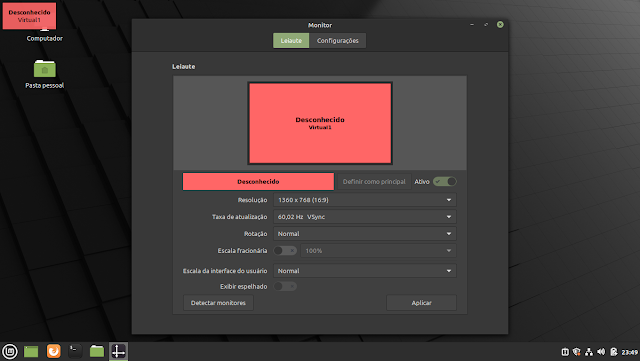 Desconhecido
Virtual1
Computador
Pasta pessoal
Monitor
Leiaute
Configurações
Leiaute
Desconhecido
Virtual1
Desconhecido
Definir como principal
Ativo
Resolução
1360 x 768 (16:9)
Taxa de atualização
60,02 Hz VSync
Rotação
Normal
Escala fracionária
100%
Escala da interface do usuário
Normal
Exibir espelhado
Detectar monitores
Aplicar